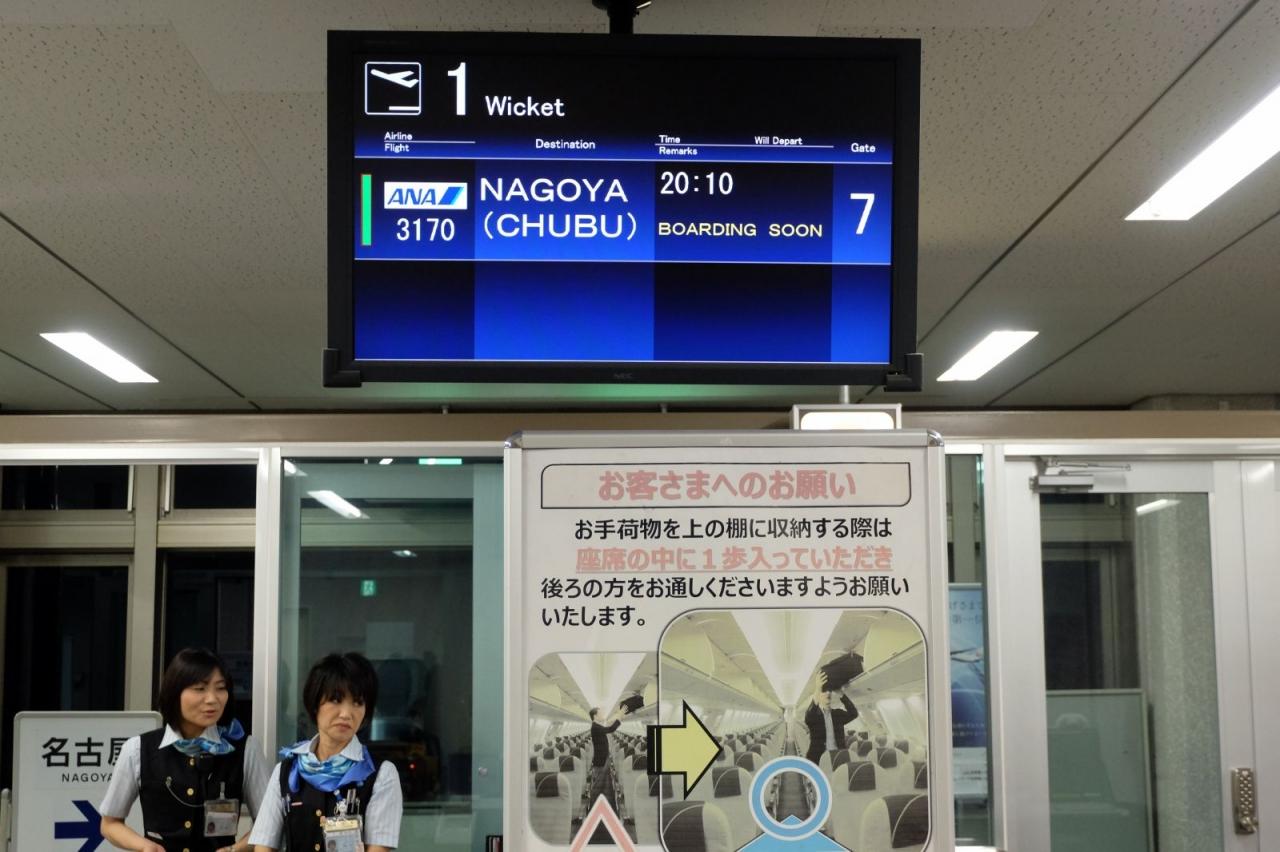 1 Wicket
Airline
Flight
Destination
Time
Remarks
Will Depart
Gate
ANA
3170
NAGOYA
(CHUBU)
20:10
BOARDING SOON
7
NEC
お客さまへのお願い
お手荷物を上の棚に収納する際は
座席の中に1歩入っていただき
後ろの方をお通しくださいますようお願い
いたします。
名古屋
NAGOYA